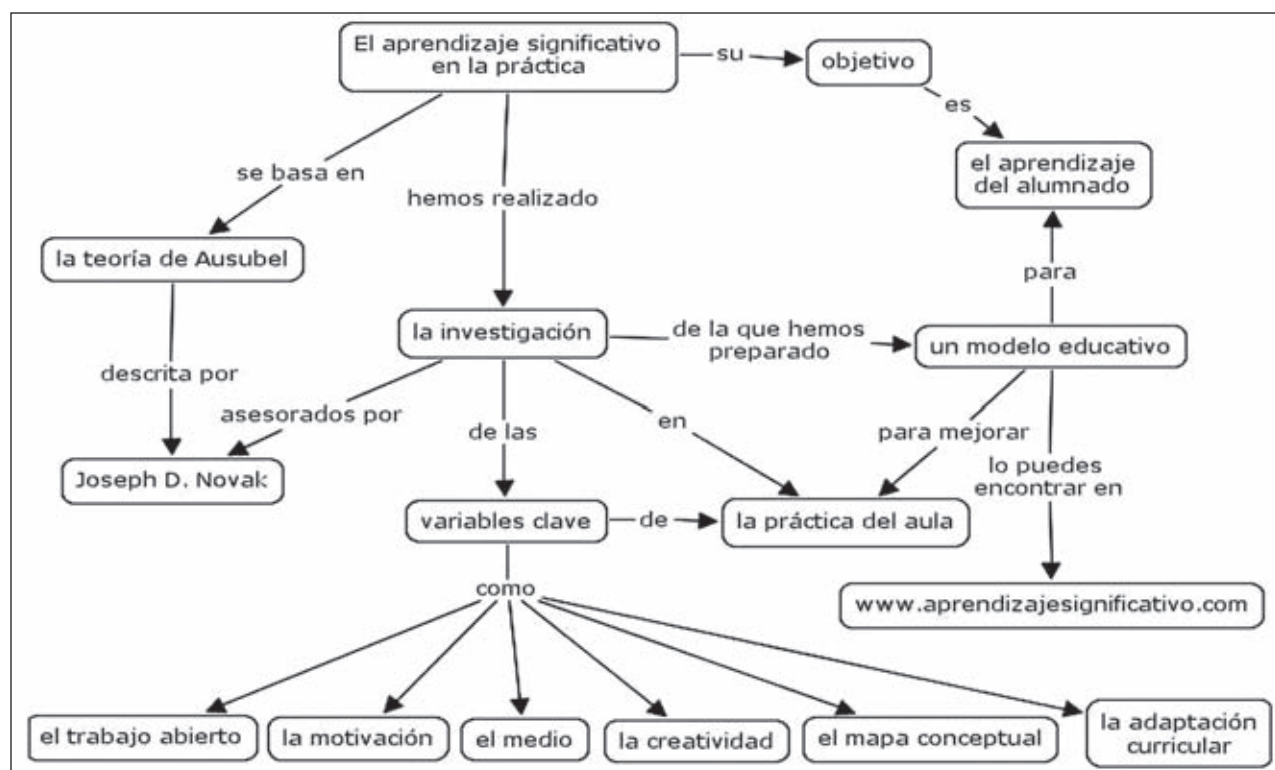 El aprendizaje significativo
en la práctica
su
objetivo
es
el aprendizaje
del alumnado
se basa en
hemos realizado
la teoría de Ausubel
para
la investigación
de la que hemos
preparado
un modelo educativo
descrita por
asesorados por
de las
en
para mejorar
lo puedes
encontrar en
Joseph D. Novak
variables clave
de
la práctica del aula
como
www.aprendizajesignificativo.com
el trabajo abierto
la motivación
el medio
la creatividad
el mapa conceptual
la adaptación
curricular